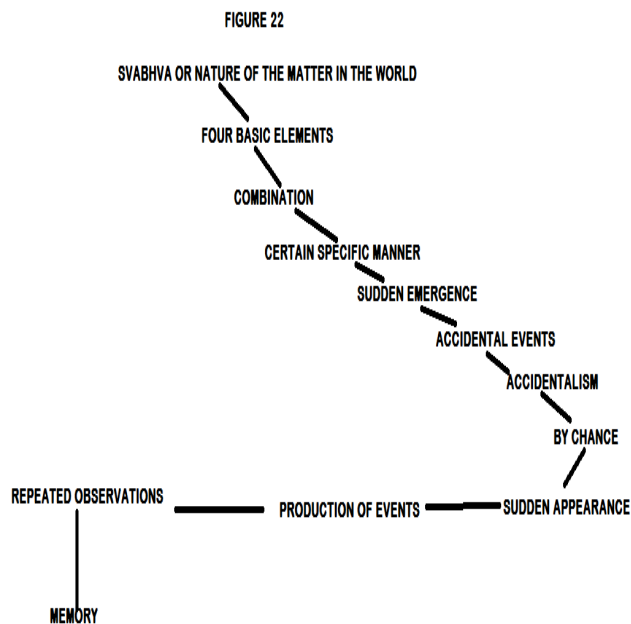 FIGURE 22
SVABHVA OR NATURE OF THE MATTER IN THE WORLD
FOUR BASIC ELEMENTS
COMBINATION
CERTAIN SPECIFIC MANNER
SUDDEN EMERGENCE
ACCIDENTAL EVENTS
ACCIDENTALISM
BY CHANCE
SUDDEN APPEARANCE
PRODUCTION OF EVENTS
REPEATED OBSERVATIONS
MEMORY